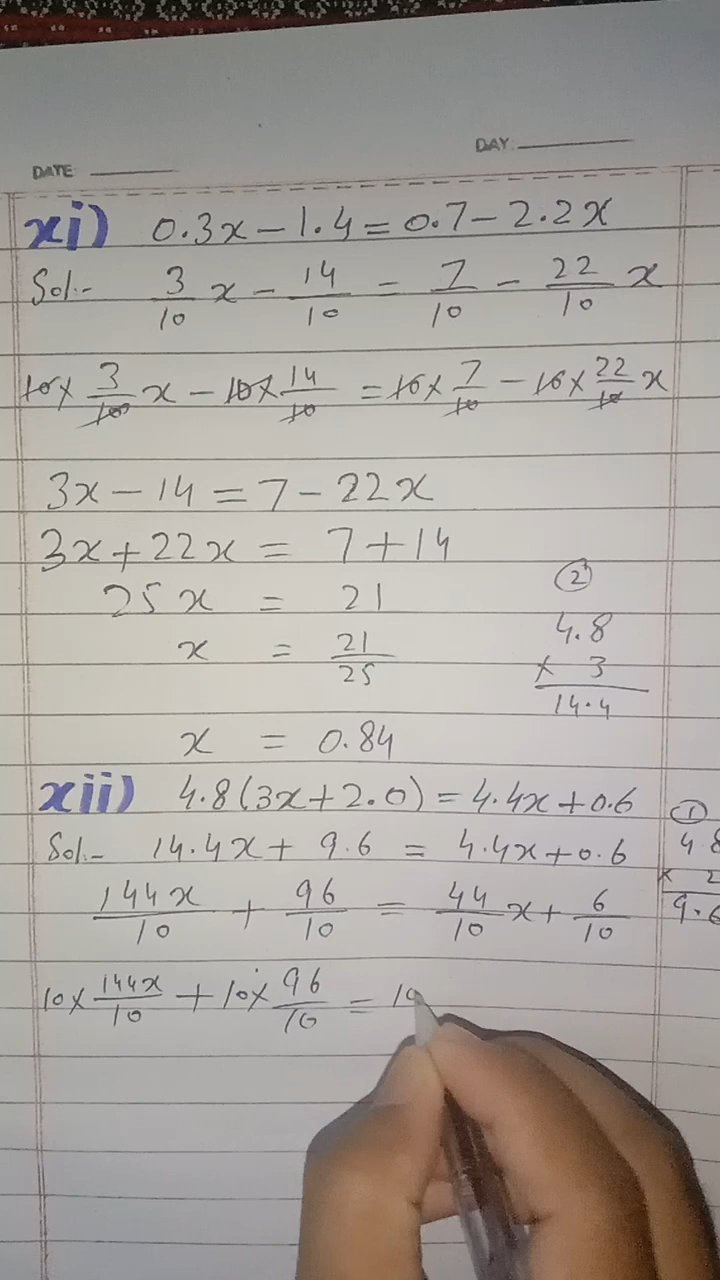 DAY
DATE
xi) 0.3x - 1.4 = 0.7 - 2.2x
Sol:- 3/10 x - 14/10 = 7/10 - 22/10 x
10 × 3/10 x - 10 × 14/10 = 10 × 7/10 - 10 × 22/10 x
3x - 14 = 7 - 22x
3x + 22x = 7 + 14
25x = 21
x = 21/25
x = 0.84
②
4.8
× 3
14.4
xii) 4.8(3x + 2.0) = 4.4x + 0.6
Sol:- 14.4x + 9.6 = 4.4x + 0.6
144x/10 + 96/10 = 44/10 x + 6/10
10 × 144x/10 + 10 × 96/10 = 10
①
4.8
× 2
9.6